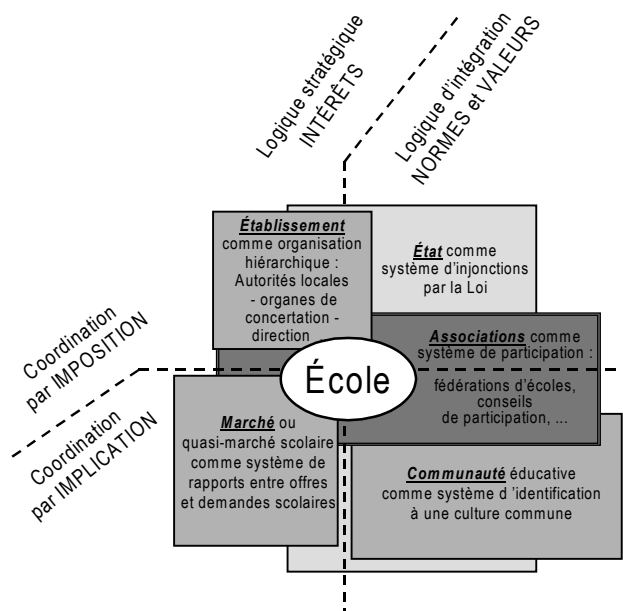 Logique stratégique
INTÉRÊTS
Logique d'intégration
NORMES et VALEURS
Coordination
par IMPOSITION
Coordination
par IMPLICATION
Établissement
comme organisation
hiérarchique :
Autorités locales
- organes de
concertation -
direction
État comme
système d'injonctions
par la Loi
Associations comme
système de participation :
fédérations d'écoles,
conseils
de participation, ...
École
Marché ou
quasi-marché scolaire
comme système de
rapports entre offres
et demandes scolaires
Communauté éducative
comme système d 'identification
à une culture commune